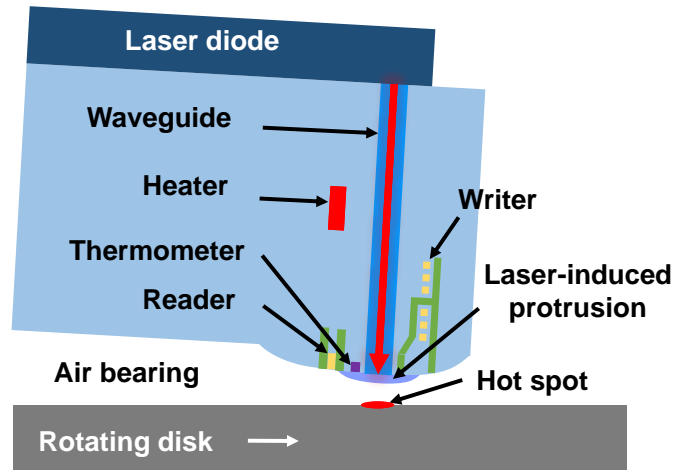 Laser diode
Waveguide
Heater
Writer
Thermometer
Laser-induced
protrusion
Reader
Air bearing
Hot spot
Rotating disk